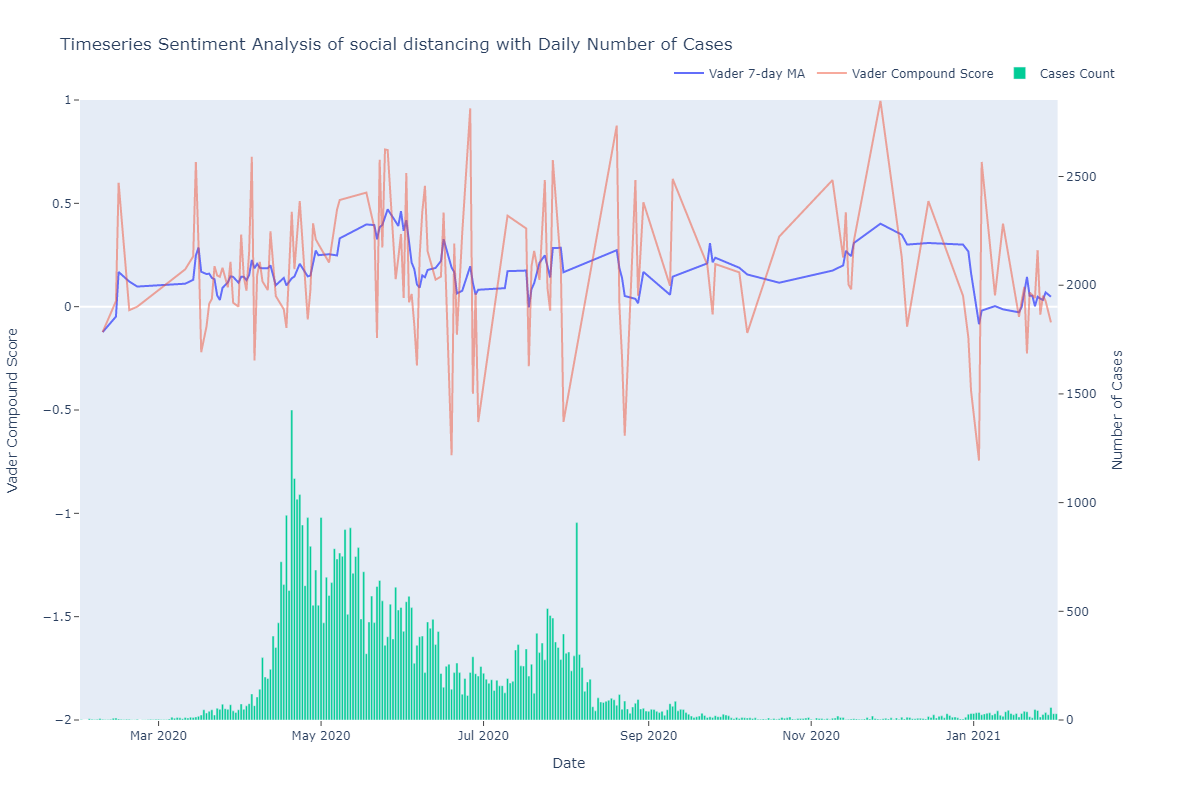 Timeseries Sentiment Analysis of social distancing with Daily Number of Cases
Vader 7-day MA
Vader Compound Score
Cases Count
1
0.5
0
−0.5
−1
−1.5
−2
Vader Compound Score
2500
2000
1500
1000
500
0
Number of Cases
Mar 2020
May 2020
Jul 2020
Sep 2020
Nov 2020
Jan 2021
Date